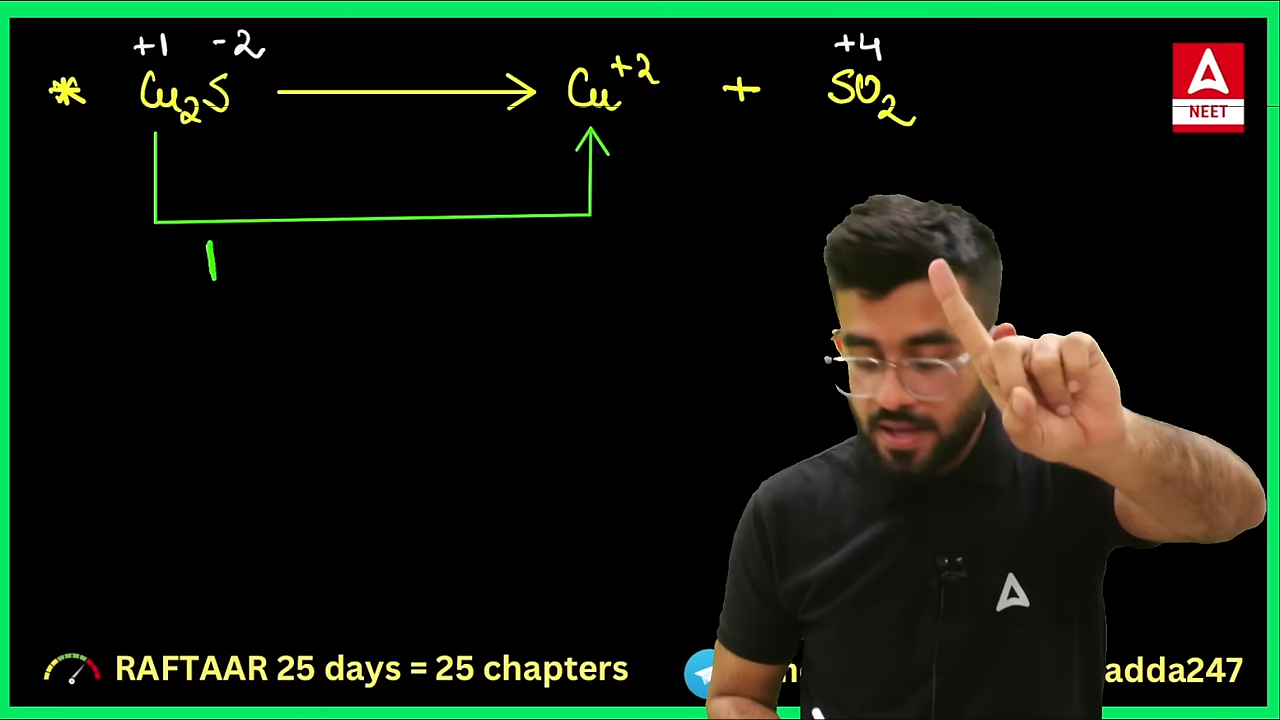 +1 -2 +4
* Cu₂S ⟶ Cu⁺² + SO₂
1
NEET
RAFTAAR 25 days = 25 chapters
adda247